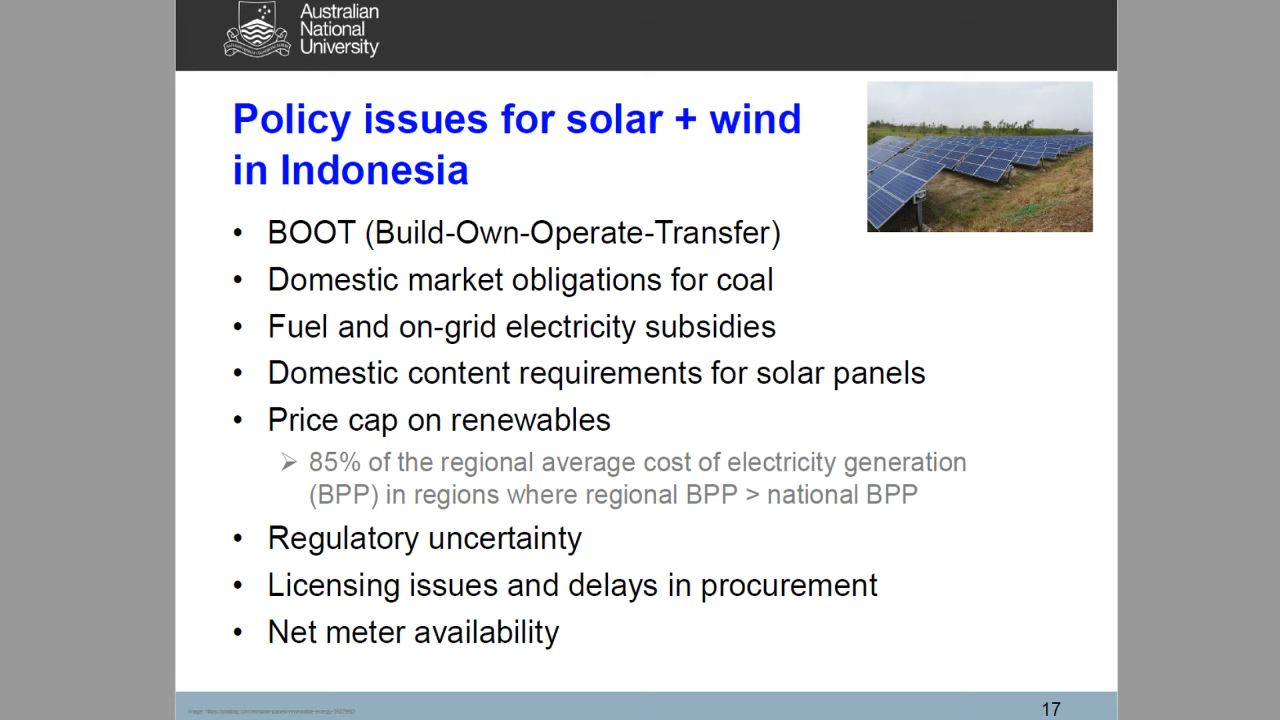 Australian
National
University
Policy issues for solar + wind
in Indonesia
• BOOT (Build-Own-Operate-Transfer)
• Domestic market obligations for coal
• Fuel and on-grid electricity subsidies
• Domestic content requirements for solar panels
• Price cap on renewables
➢ 85% of the regional average cost of electricity generation
(BPP) in regions where regional BPP > national BPP
• Regulatory uncertainty
• Licensing issues and delays in procurement
• Net meter availability
17